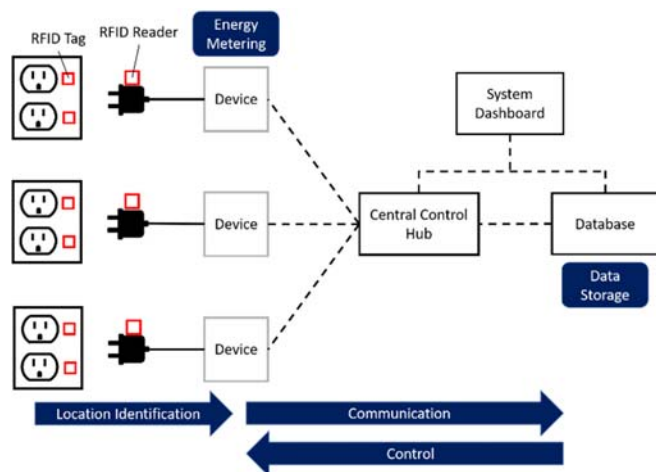 Energy
Metering
RFID Tag
RFID Reader
Device
System
Dashboard
Device
Central Control
Hub
Database
Data
Storage
Device
Location Identification
Communication
Control